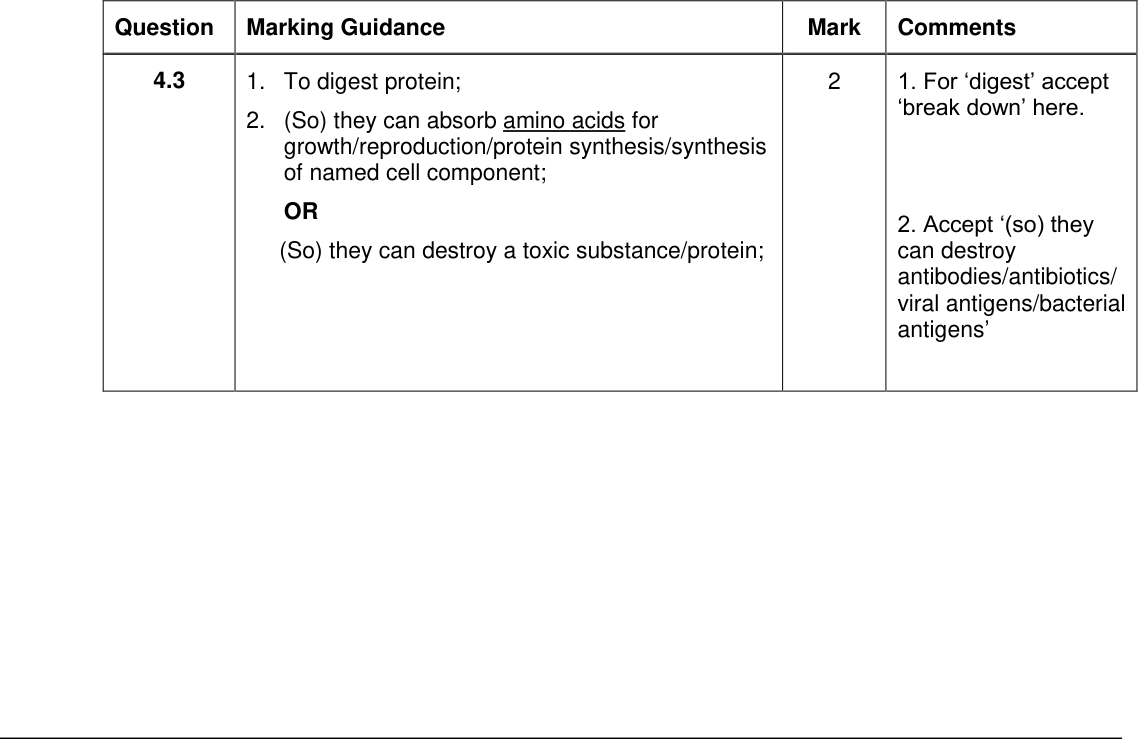 Question Marking Guidance Mark Comments
4.3
1. To digest protein;
2. (So) they can absorb amino acids for
growth/reproduction/protein synthesis/synthesis
of named cell component;
OR
(So) they can destroy a toxic substance/protein;
2
1. For ‘digest’ accept
‘break down’ here.
2. Accept ‘(so) they
can destroy
antibodies/antibiotics/
viral antigens/bacterial
antigens’